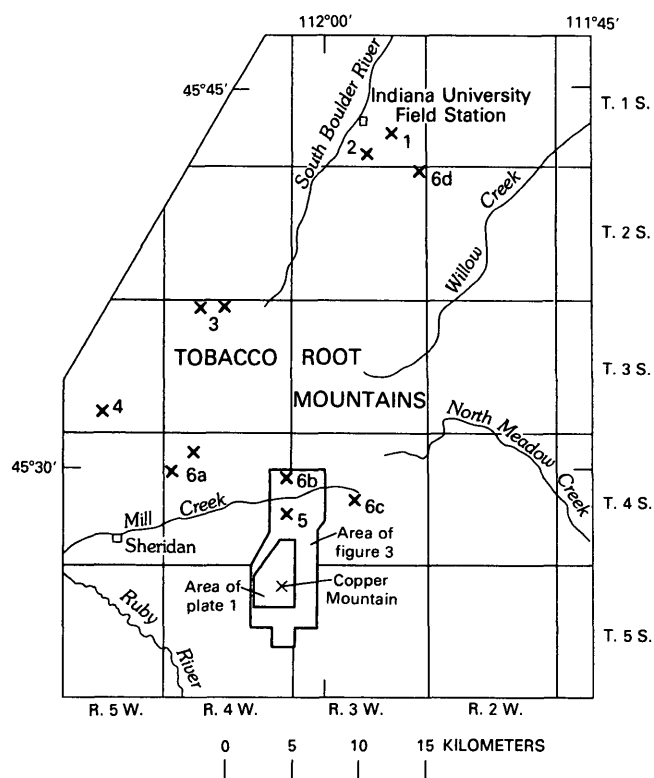 112°00′
111°45′
45°45′
South Boulder River
Indiana University
Field Station
T. 1 S.
1
2
6d
Willow Creek
T. 2 S.
3
TOBACCO ROOT
MOUNTAINS
T. 3 S.
4
North Meadow Creek
45°30′
6a
6b
6c
T. 4 S.
Mill Creek
5
Sheridan
Area of
figure 3
Area of
plate 1
Copper
Mountain
Ruby River
T. 5 S.
R. 5 W. R. 4 W. R. 3 W. R. 2 W.
0 5 10 15 KILOMETERS